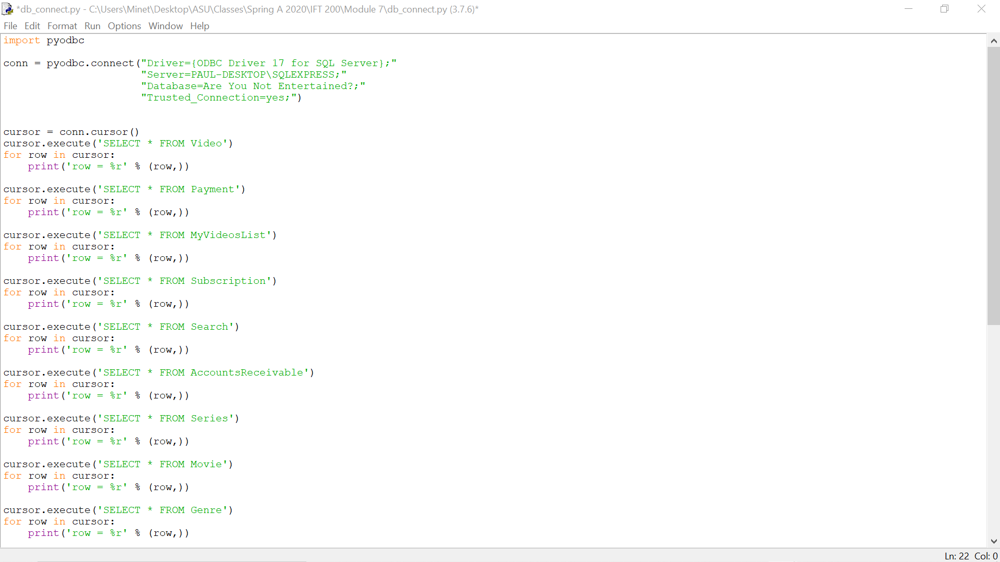 *db_connect.py - C:\Users\Minet\Desktop\ASU\Classes\Spring A 2020\IFT 200\Module 7\db_connect.py (3.7.6)*
File Edit Format Run Options Window Help
import pyodbc

conn = pyodbc.connect("Driver={ODBC Driver 17 for SQL Server};"
                      "Server=PAUL-DESKTOP\SQLEXPRESS;"
                      "Database=Are You Not Entertained?;"
                      "Trusted_Connection=yes;")


cursor = conn.cursor()
cursor.execute('SELECT * FROM Video')
for row in cursor:
    print('row = %r' % (row,))

cursor.execute('SELECT * FROM Payment')
for row in cursor:
    print('row = %r' % (row,))

cursor.execute('SELECT * FROM MyVideosList')
for row in cursor:
    print('row = %r' % (row,))

cursor.execute('SELECT * FROM Subscription')
for row in cursor:
    print('row = %r' % (row,))

cursor.execute('SELECT * FROM Search')
for row in cursor:
    print('row = %r' % (row,))

cursor.execute('SELECT * FROM AccountsReceivable')
for row in cursor:
    print('row = %r' % (row,))

cursor.execute('SELECT * FROM Series')
for row in cursor:
    print('row = %r' % (row,))

cursor.execute('SELECT * FROM Movie')
for row in cursor:
    print('row = %r' % (row,))

cursor.execute('SELECT * FROM Genre')
for row in cursor:
    print('row = %r' % (row,))
Ln: 22 Col: 0